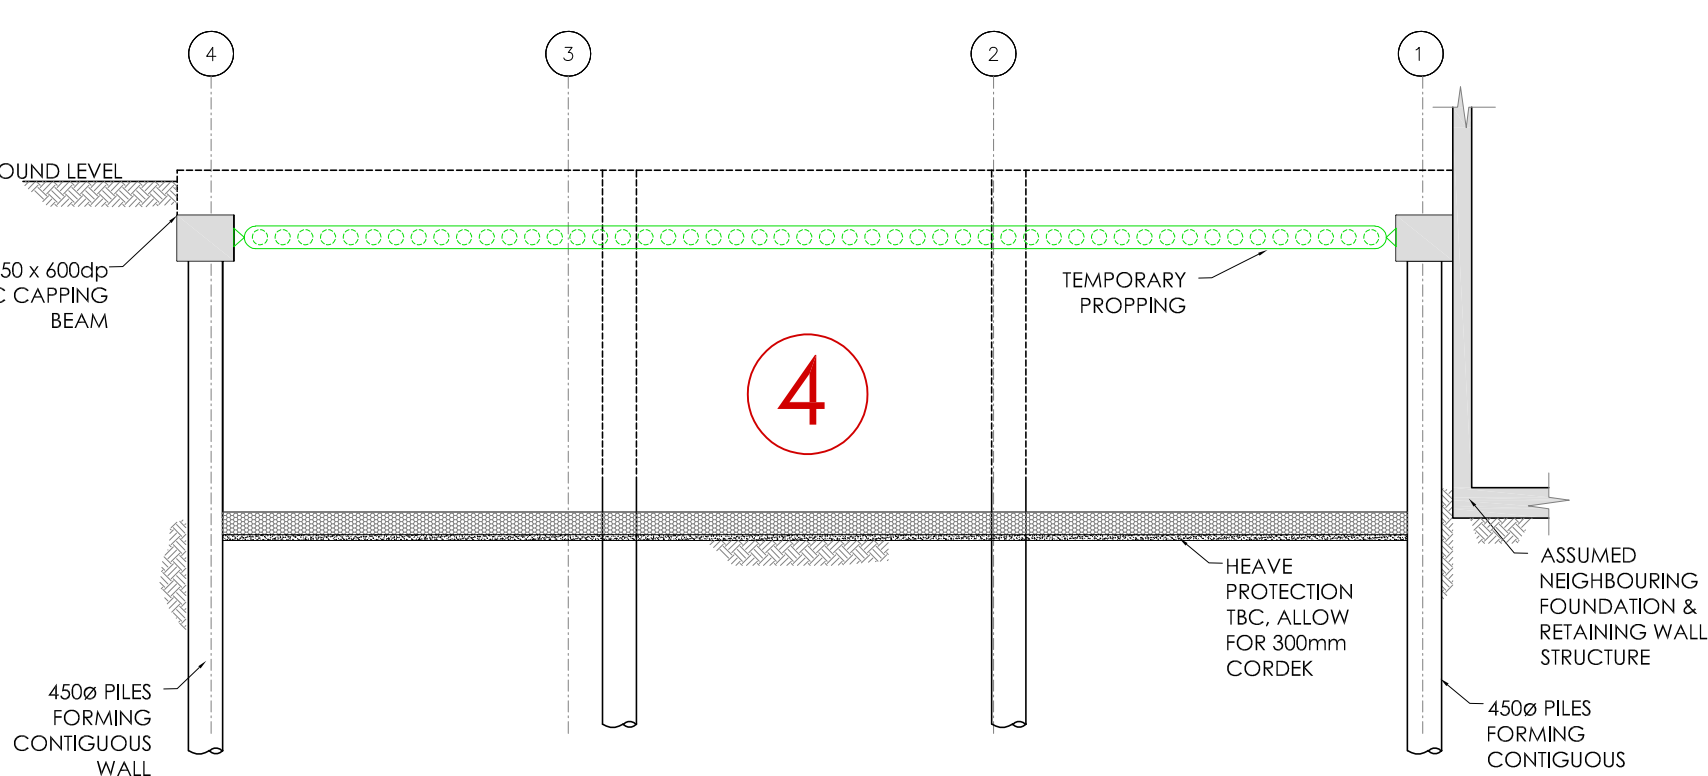 4
3
2
1
OUND LEVEL
50 x 600dp
C CAPPING
BEAM
TEMPORARY
PROPPING
4
HEAVE
PROTECTION
TBC, ALLOW
FOR 300mm
CORDEK
ASSUMED
NEIGHBOURING
FOUNDATION &
RETAINING WALL
STRUCTURE
450Ø PILES
FORMING
CONTIGUOUS
WALL
450Ø PILES
FORMING
CONTIGUOUS